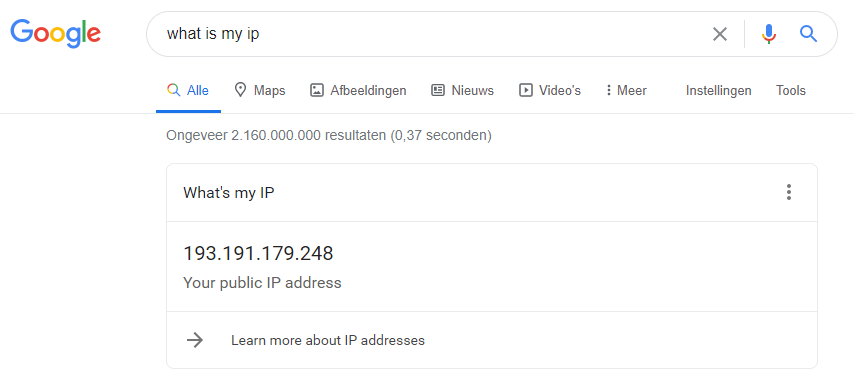 Google what is my ip
Alle Maps Afbeeldingen Nieuws Video's Meer Instellingen Tools
Ongeveer 2.160.000.000 resultaten (0,37 seconden)
What's my IP
193.191.179.248
Your public IP address
Learn more about IP addresses